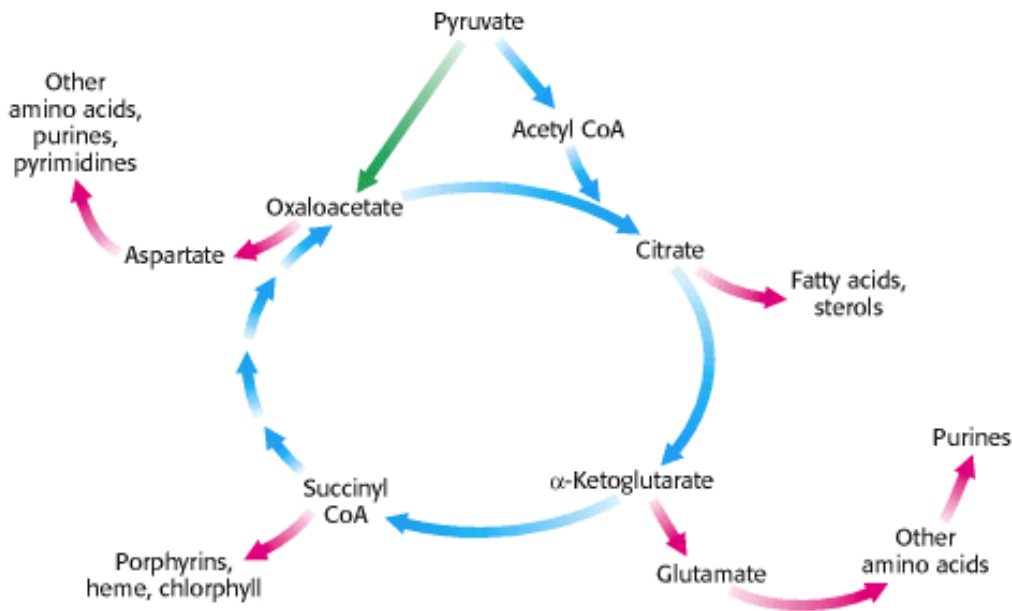 Pyruvate
Other
amino acids,
purines,
pyrimidines
Acetyl CoA
Oxaloacetate
Aspartate
Citrate
Fatty acids,
sterols
Purines
α-Ketoglutarate
Succinyl
CoA
Other
amino acids
Porphyrins,
heme, chlorphyll
Glutamate